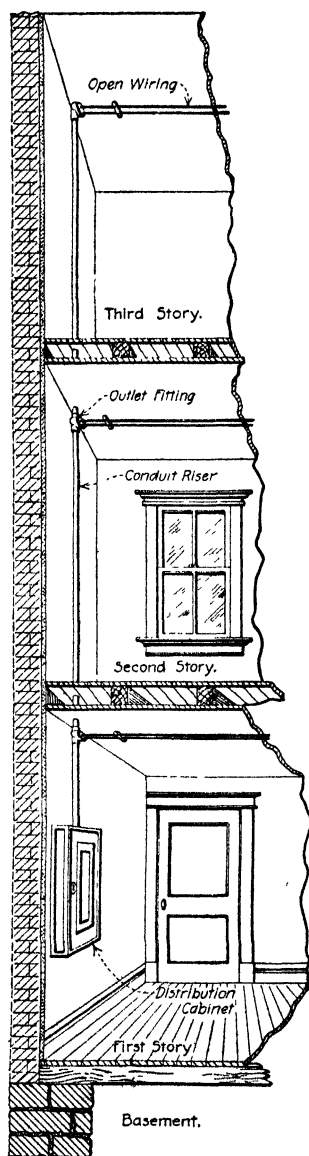 Open Wiring
Third Story.
Outlet Fitting
Conduit Riser
Second Story.
Distribution
Cabinet
First Story
Basement.